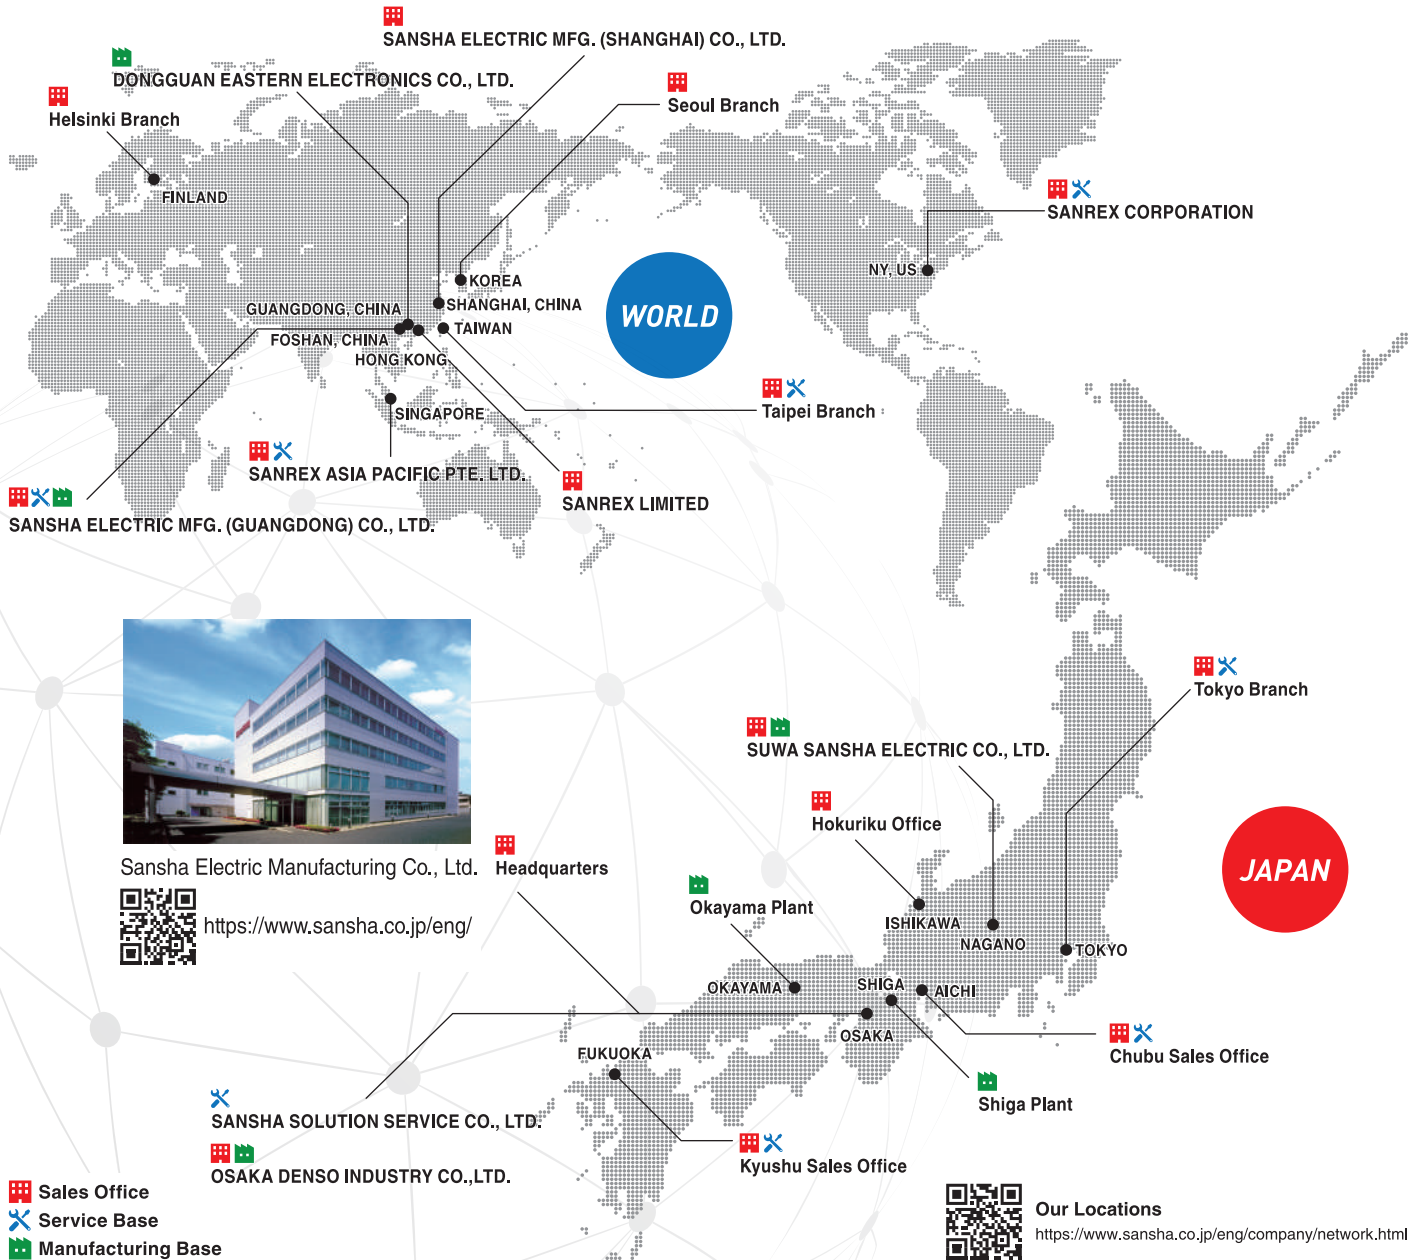 SANSHA ELECTRIC MFG. (SHANGHAI) CO., LTD.
DONGGUAN EASTERN ELECTRONICS CO., LTD.
Seoul Branch
Helsinki Branch
FINLAND
SANREX CORPORATION
NY, US
KOREA
SHANGHAI, CHINA
GUANGDONG, CHINA
TAIWAN
FOSHAN, CHINA
HONG KONG
WORLD
SINGAPORE
Taipei Branch
SANREX ASIA PACIFIC PTE. LTD.
SANREX LIMITED
SANSHA ELECTRIC MFG. (GUANGDONG) CO., LTD.
Tokyo Branch
SUWA SANSHA ELECTRIC CO., LTD.
Hokuriku Office
Sansha Electric Manufacturing Co., Ltd.
https://www.sansha.co.jp/eng/
Headquarters
JAPAN
Okayama Plant
ISHIKAWA
NAGANO
TOKYO
OKAYAMA
SHIGA
AICHI
OSAKA
FUKUOKA
Chubu Sales Office
Shiga Plant
SANSHA SOLUTION SERVICE CO., LTD.
OSAKA DENSO INDUSTRY CO.,LTD.
Kyushu Sales Office
Sales Office
Service Base
Manufacturing Base
Our Locations
https://www.sansha.co.jp/eng/company/network.html